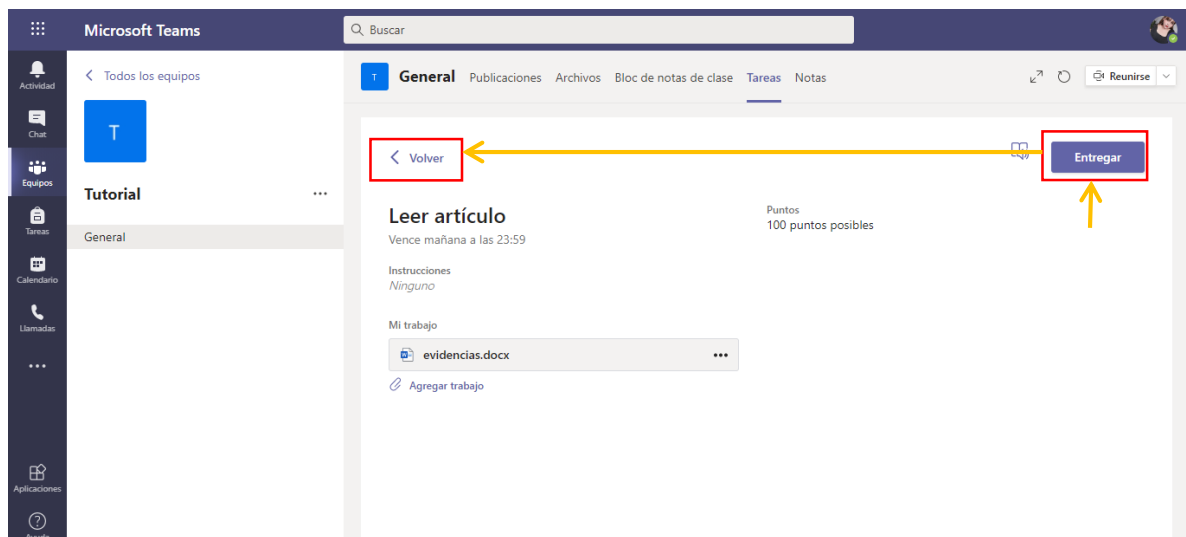 Microsoft Teams
Buscar
Actividad
Chat
Equipos
Tareas
Calendario
Llamadas
Aplicaciones
Todos los equipos
T
Tutorial
General
T
General Publicaciones Archivos Bloc de notas de clase Tareas Notas
Reunirse
Volver
Entregar
Leer artículo
Vence mañana a las 23:59
Puntos
100 puntos posibles
Instrucciones
Ninguno
Mi trabajo
evidencias.docx
Agregar trabajo